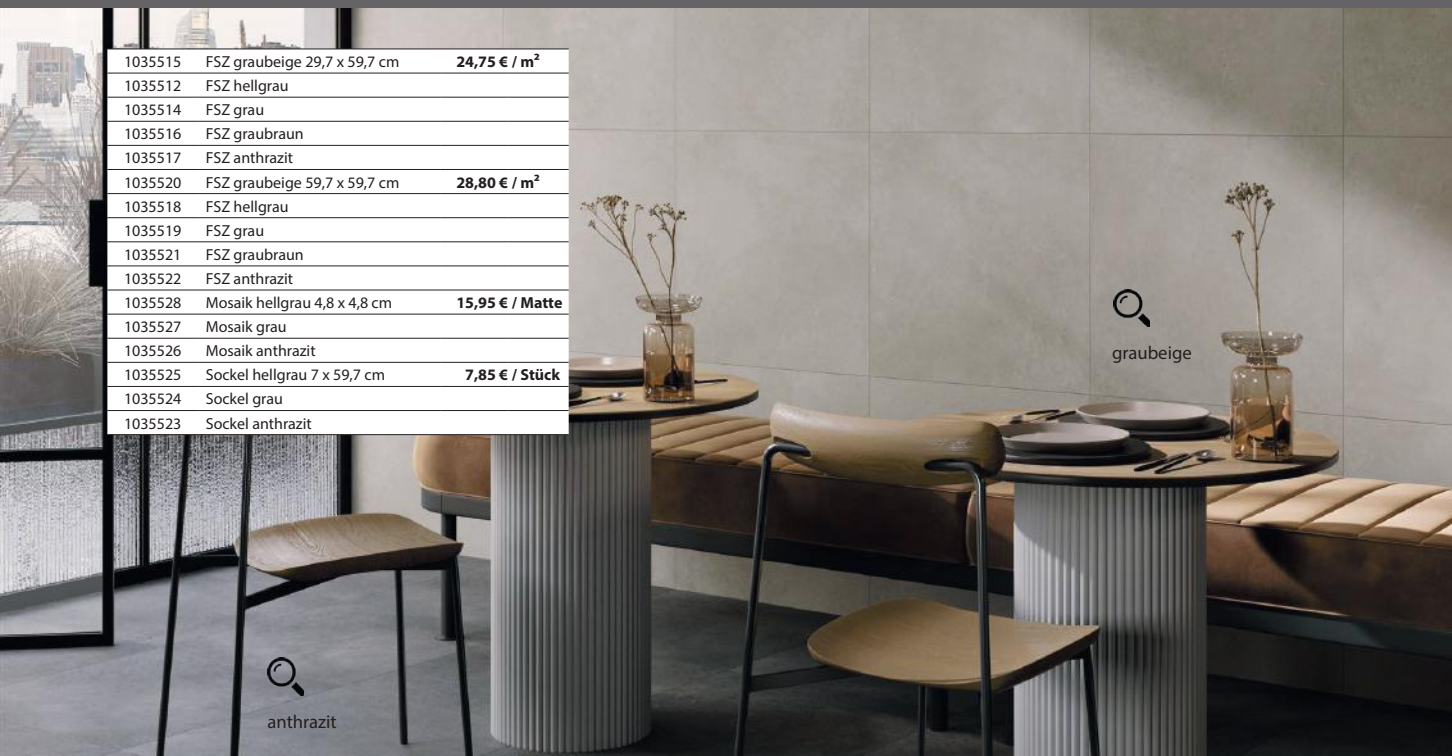 1035515 FSZ graubeige 29,7 x 59,7 cm 24,75 € / m²
1035512 FSZ hellgrau
1035514 FSZ grau
1035516 FSZ graubraun
1035517 FSZ anthrazit
1035520 FSZ graubeige 59,7 x 59,7 cm 28,80 € / m²
1035518 FSZ hellgrau
1035519 FSZ grau
1035521 FSZ graubraun
1035522 FSZ anthrazit
1035528 Mosaik hellgrau 4,8 x 4,8 cm 15,95 € / Matte
1035527 Mosaik grau
1035526 Mosaik anthrazit
1035525 Sockel hellgrau 7 x 59,7 cm 7,85 € / Stück
1035524 Sockel grau
1035523 Sockel anthrazit
graubeige
anthrazit